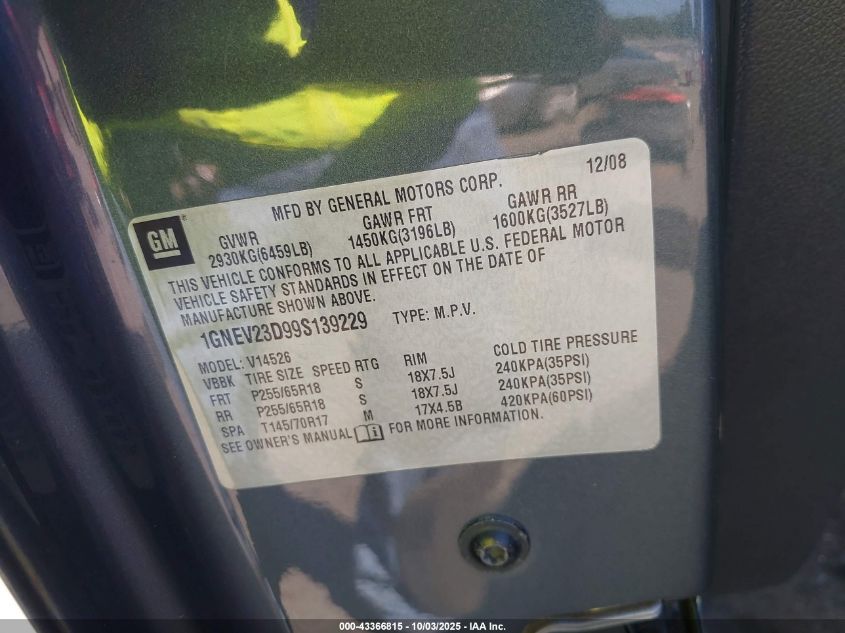 12/08
MFD BY GENERAL MOTORS CORP.
GM
GVWR GAWR FRT GAWR RR
2930KG(6459LB) 1450KG(3196LB) 1600KG(3527LB)
THIS VEHICLE CONFORMS TO ALL APPLICABLE U.S. FEDERAL MOTOR
VEHICLE SAFETY STANDARDS IN EFFECT ON THE DATE OF
MANUFACTURE SHOWN ABOVE.
1GNEV23D99S139229 TYPE: M.P.V.
MODEL: V14526
VBBK TIRE SIZE SPEED RTG RIM COLD TIRE PRESSURE
FRT P255/65R18 S 18X7.5J 240KPA(35PSI)
RR P255/65R18 S 18X7.5J 240KPA(35PSI)
SPA T145/70R17 M 17X4.5B 420KPA(60PSI)
SEE OWNER'S MANUAL FOR MORE INFORMATION.
000-43366815 - 10/03/2025 - IAA Inc.